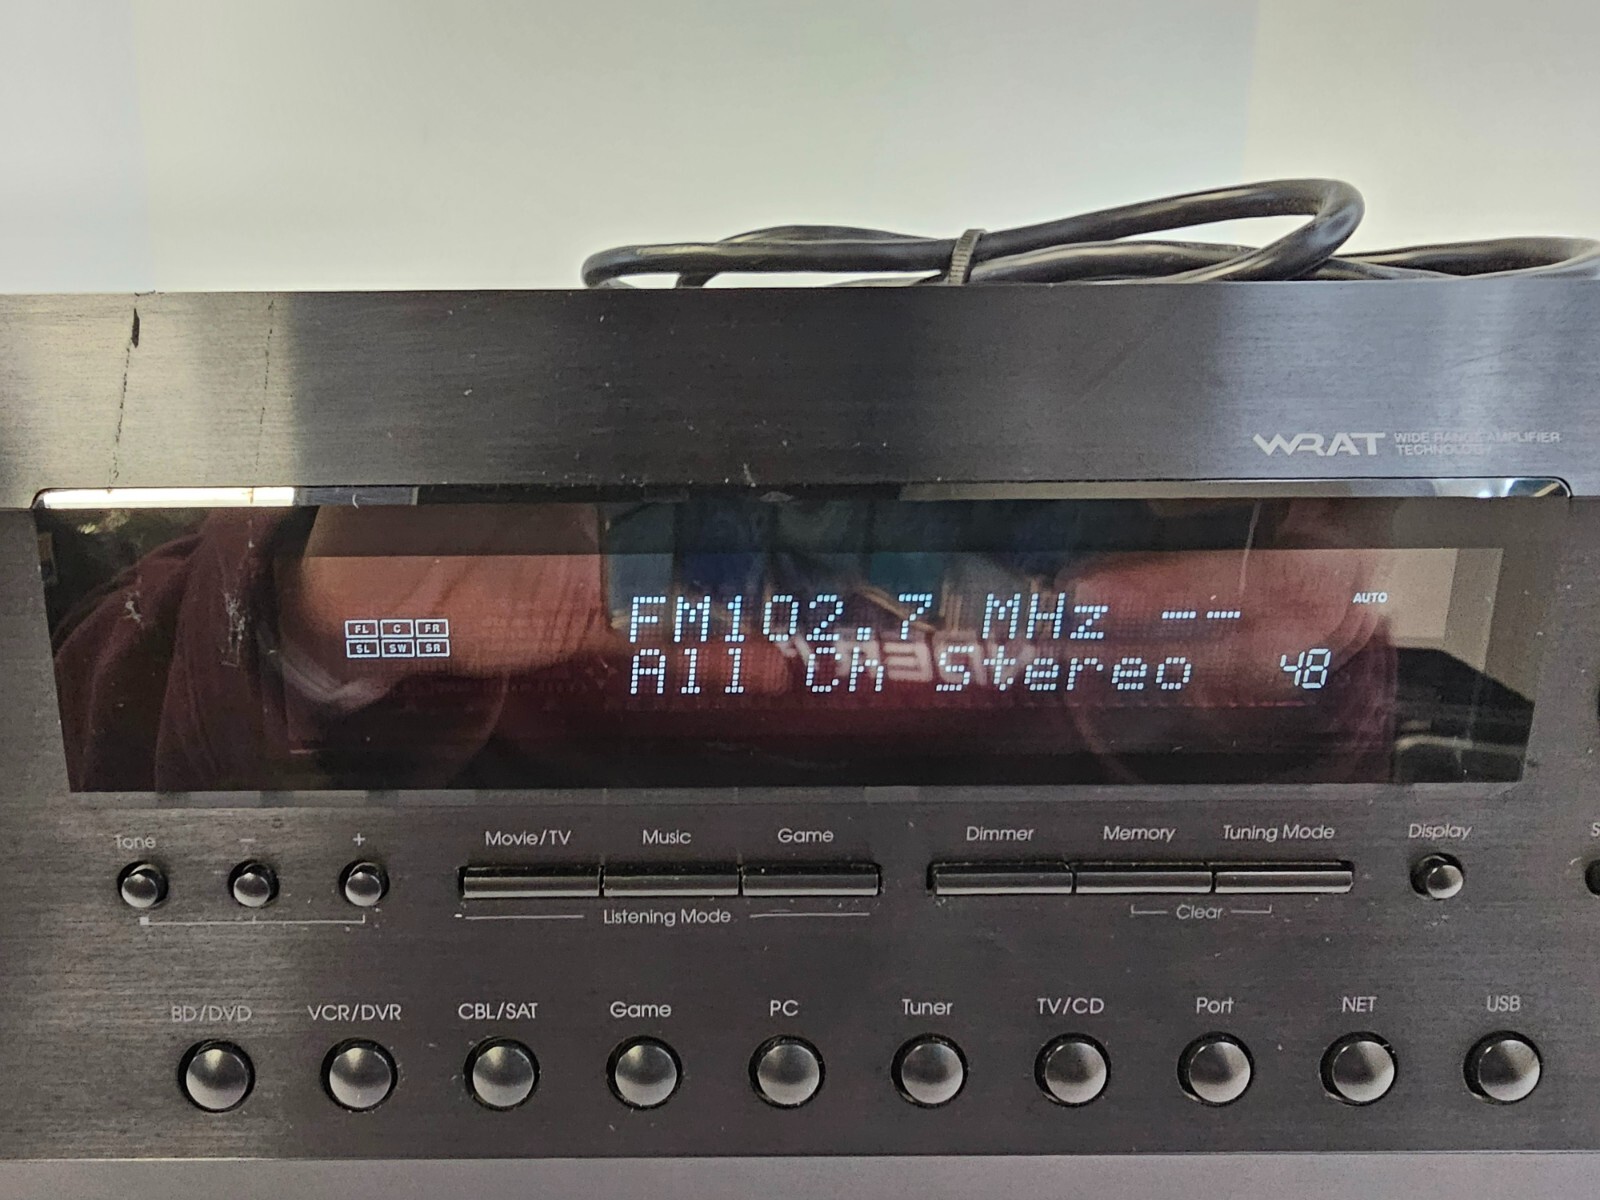 WRAT WIDE RANGE AMPLIFIER
TECHNOLOGY
AUTO
FL C FR
SL SW SR
FM102.7 MHz --
All Ch Stereo 48
Tone - +
Movie/TV Music Game
Dimmer Memory Tuning Mode Display
Listening Mode
Clear
BD/DVD VCR/DVR CBL/SAT Game PC Tuner TV/CD Port NET USB